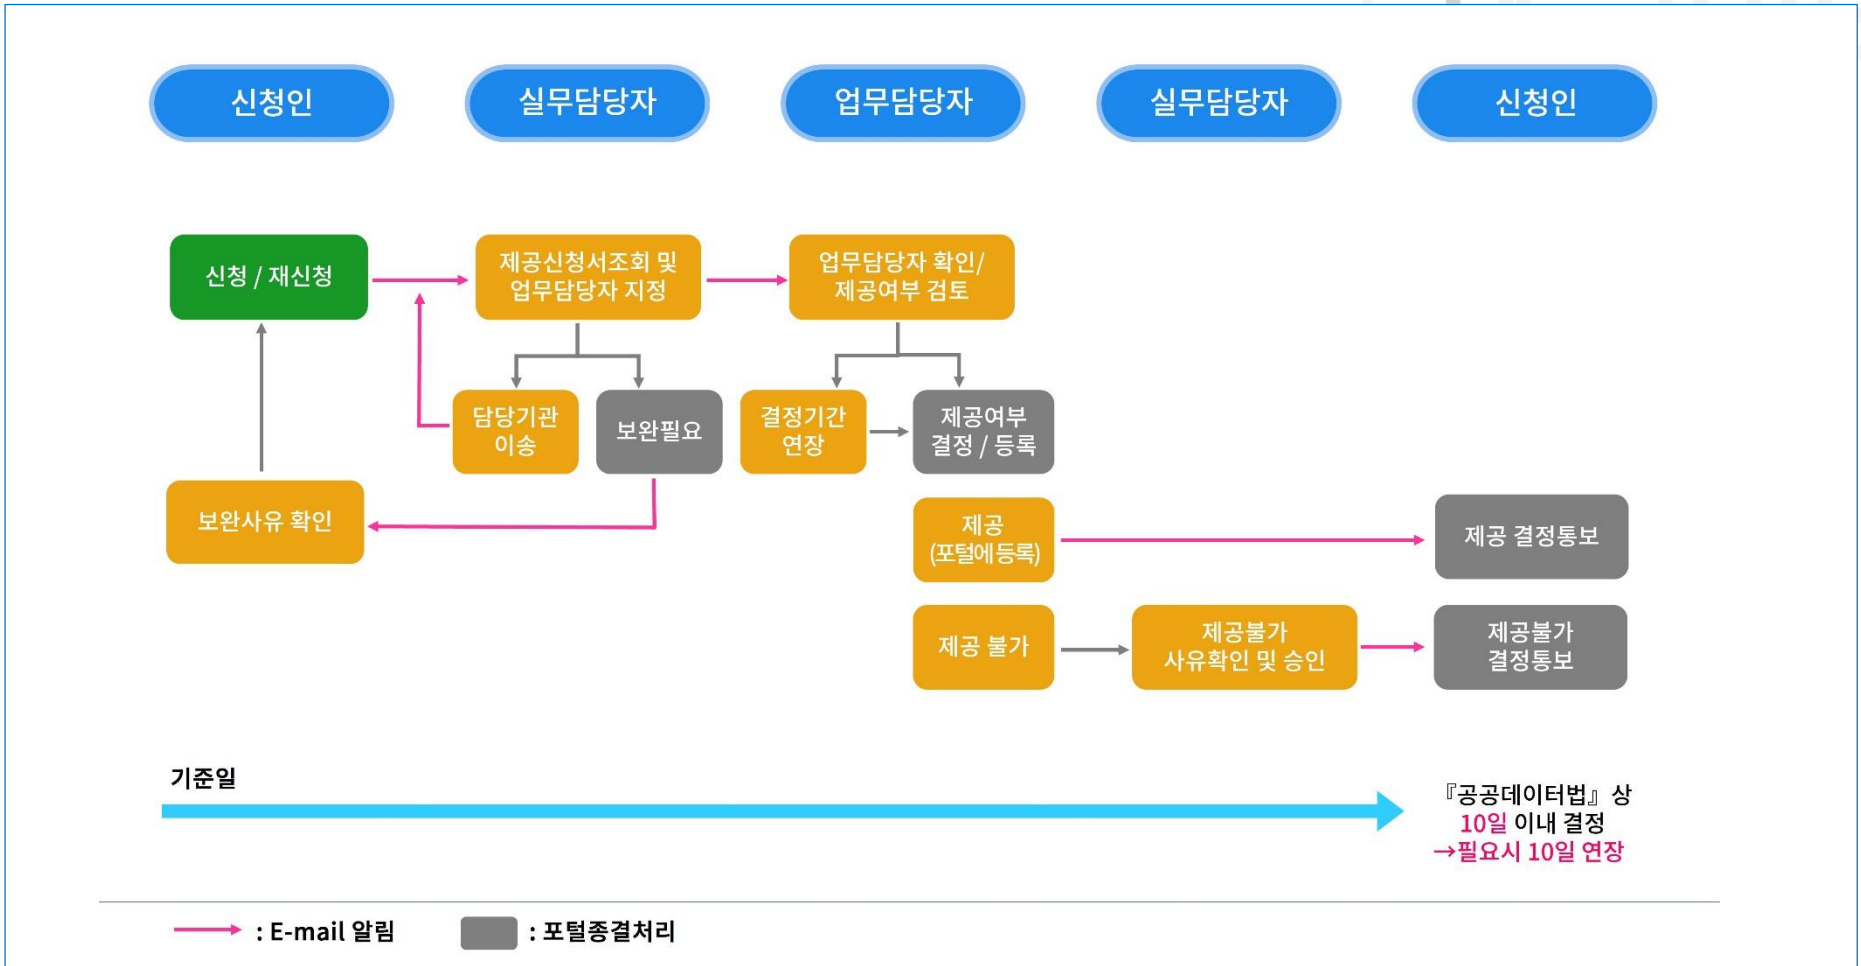 신청인
실무담당자
업무담당자
실무담당자
신청인
신청 / 재신청
제공신청서조회 및
업무담당자 지정
업무담당자 확인/
제공여부 검토
담당기관
이송
보완필요
결정기간
연장
제공여부
결정 / 등록
보완사유 확인
제공
(포털에등록)
제공 결정통보
제공 불가
제공불가
사유확인 및 승인
제공불가
결정통보
기준일
『공공데이터법』 상
10일 이내 결정
→필요시 10일 연장
: E-mail 알림
: 포털종결처리